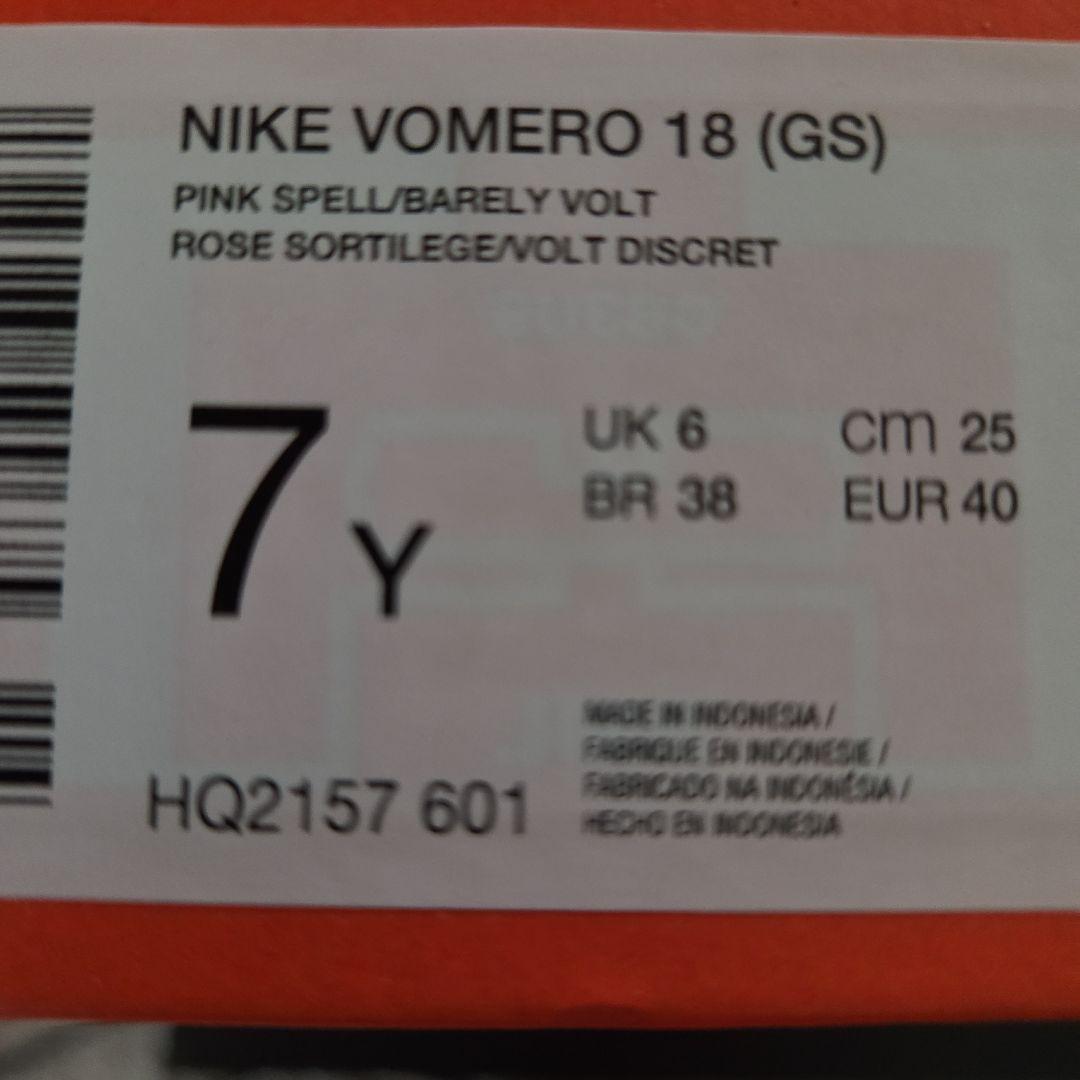 NIKE VOMERO 18 (GS)
PINK SPELL/BARELY VOLT
ROSE SORTILEGE/VOLT DISCRET
7 Y
UK 6 cm 25
BR 38 EUR 40
MADE IN INDONESIA /
FABRIQUE EN INDONESIE /
FABRICADO NA INDONÉSIA /
HECHO EN INDONESIA
HQ2157 601